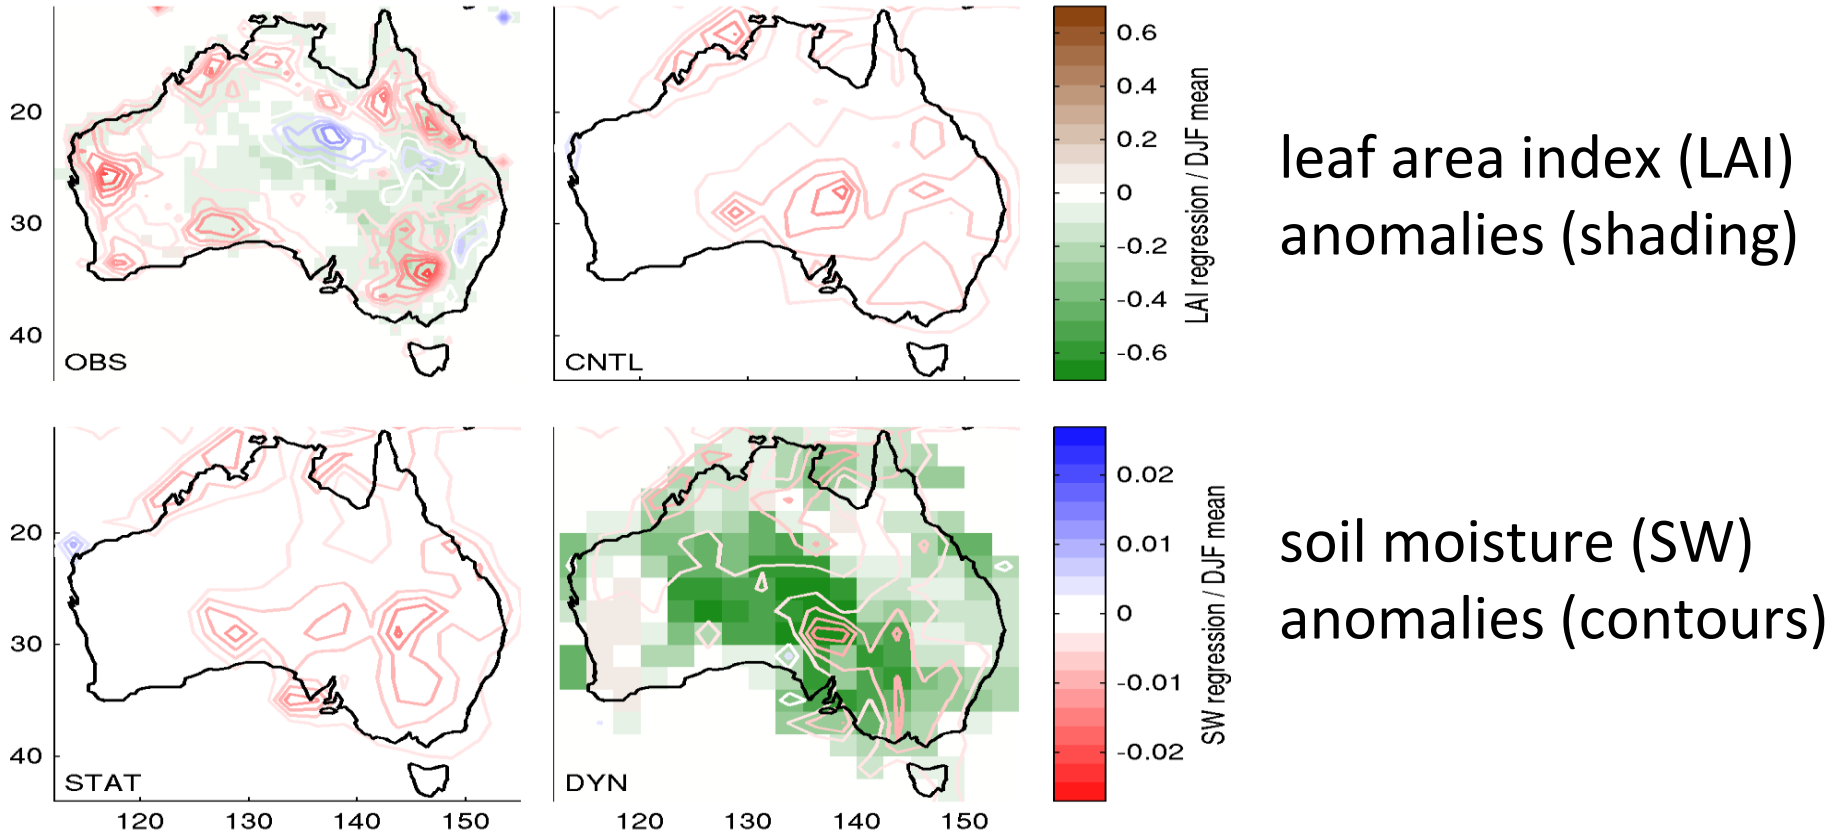 20
30
40
OBS
CNTL
0.6
0.4
0.2
0
-0.2
-0.4
-0.6
LAI regression / DJF mean
leaf area index (LAI)
anomalies (shading)
20
30
40
STAT
DYN
120
130
140
150
120
130
140
150
0.02
0.01
0
-0.01
-0.02
SW regression / DJF mean
soil moisture (SW)
anomalies (contours)